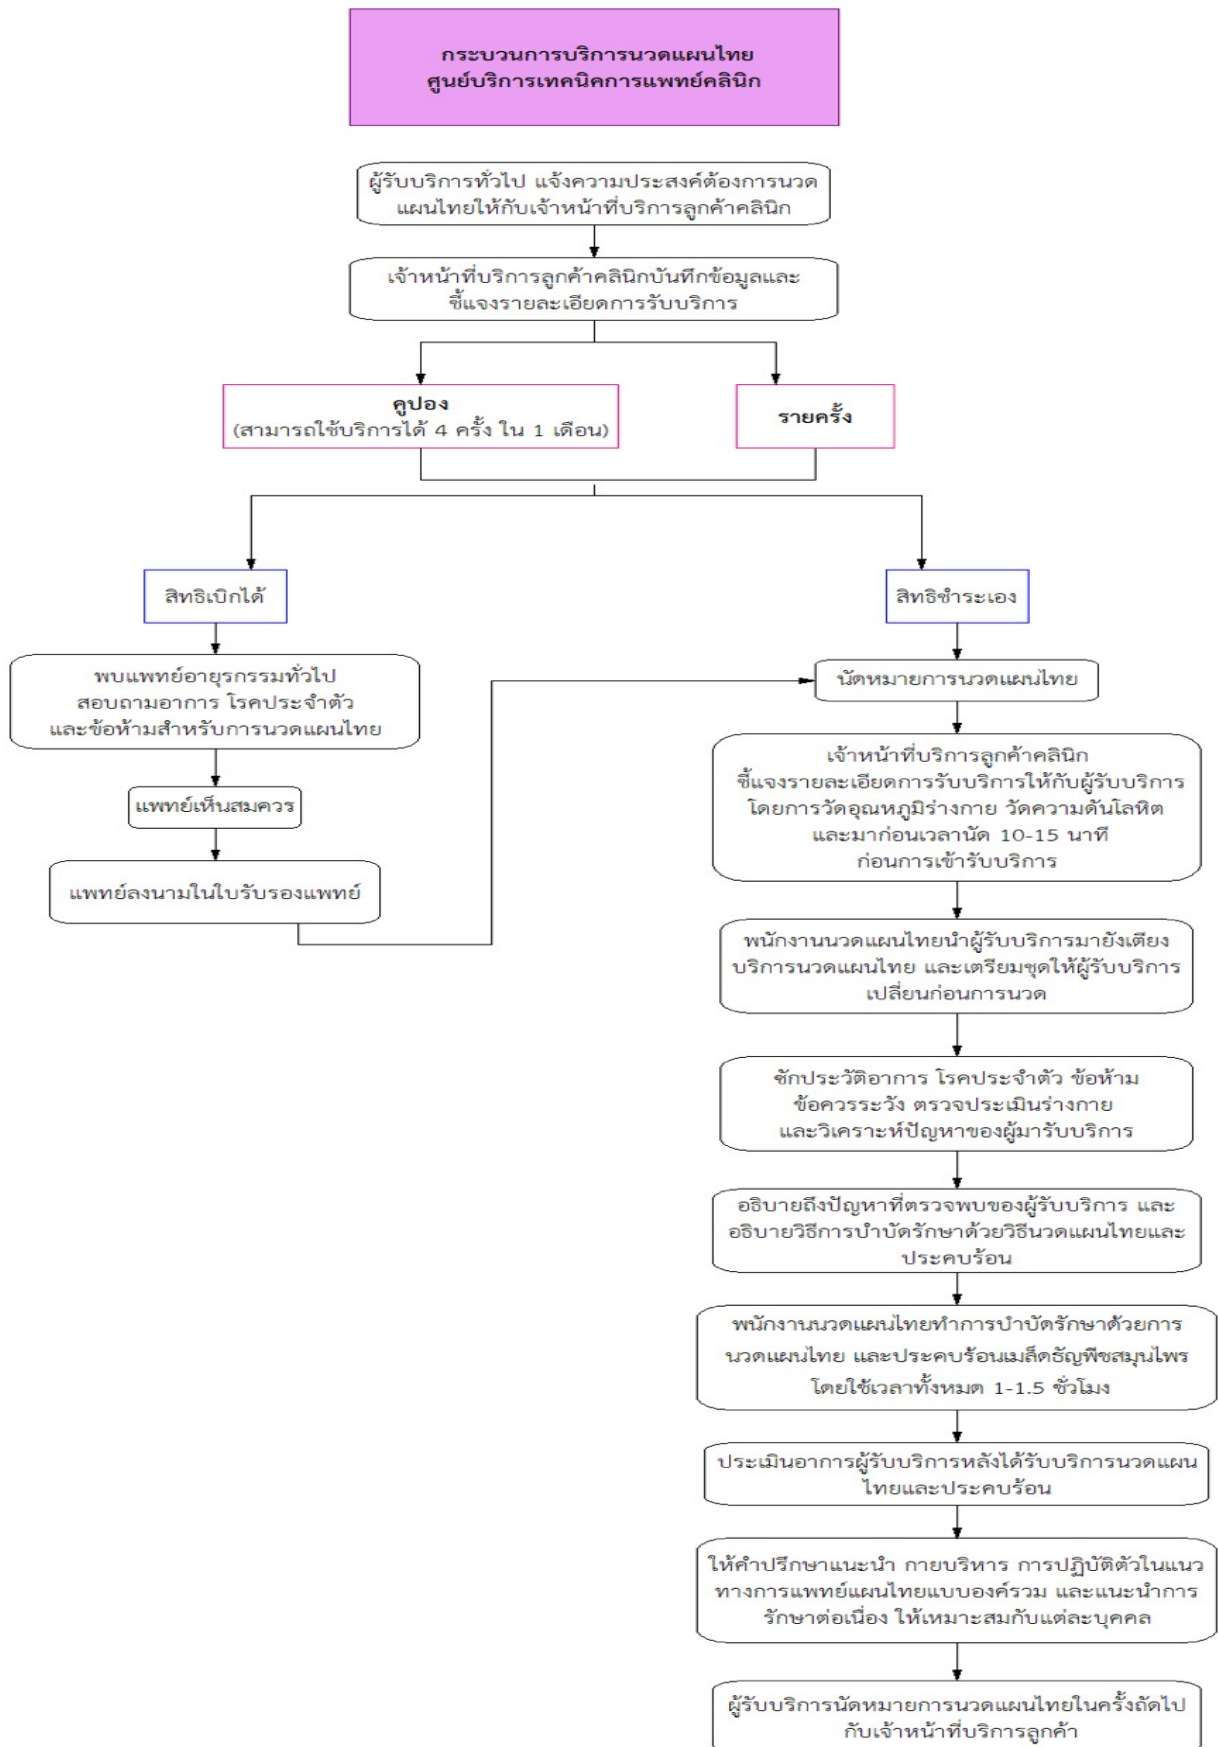 กระบวนการบริการนวดแผนไทย
ศูนย์บริการเทคนิคการแพทย์คลินิก
ผู้รับบริการทั่วไป แจ้งความประสงค์ต้องการนวด
แผนไทยให้กับเจ้าหน้าที่บริการลูกค้าคลินิก
เจ้าหน้าที่บริการลูกค้าคลินิกบันทึกข้อมูลและ
ชี้แจงรายละเอียดการรับบริการ
คูปอง
(สามารถใช้บริการได้ 4 ครั้ง ใน 1 เดือน)
รายครั้ง
สิทธิเบิกได้
พบแพทย์อายุรกรรมทั่วไป
สอบถามอาการ โรคประจำตัว
และข้อห้ามสำหรับการนวดแผนไทย
แพทย์เห็นสมควร
แพทย์ลงนามในใบรับรองแพทย์
สิทธิชำระเอง
นัดหมายการนวดแผนไทย
เจ้าหน้าที่บริการลูกค้าคลินิก
ชี้แจงรายละเอียดการรับบริการให้กับผู้รับบริการ
โดยการวัดอุณหภูมิร่างกาย วัดความดันโลหิต
และมาก่อนเวลานัด 10-15 นาที
ก่อนการเข้ารับบริการ
พนักงานนวดแผนไทยนำผู้รับบริการมายังเตียง
บริการนวดแผนไทย และเตรียมชุดให้ผู้รับบริการ
เปลี่ยนก่อนการนวด
ซักประวัติอาการ โรคประจำตัว ข้อห้าม
ข้อควรระวัง ตรวจประเมินร่างกาย
และวิเคราะห์ปัญหาของผู้มารับบริการ
อธิบายถึงปัญหาที่ตรวจพบของผู้รับบริการ และ
อธิบายวิธีการบำบัดรักษาด้วยวิธีนวดแผนไทยและ
ประคบร้อน
พนักงานนวดแผนไทยทำการบำบัดรักษาด้วยการ
นวดแผนไทย และประคบร้อนเมล็ดธัญพืชสมุนไพร
โดยใช้เวลาทั้งหมด 1-1.5 ชั่วโมง
ประเมินอาการผู้รับบริการหลังได้รับบริการนวดแผน
ไทยและประคบร้อน
ให้คำปรึกษาแนะนำ กายบริหาร การปฏิบัติตัวในแนว
ทางการแพทย์แผนไทยแบบองค์รวม และแนะนำการ
รักษาต่อเนื่อง ให้เหมาะสมกับแต่ละบุคคล
ผู้รับบริการนัดหมายการนวดแผนไทยในครั้งถัดไป
กับเจ้าหน้าที่บริการลูกค้า